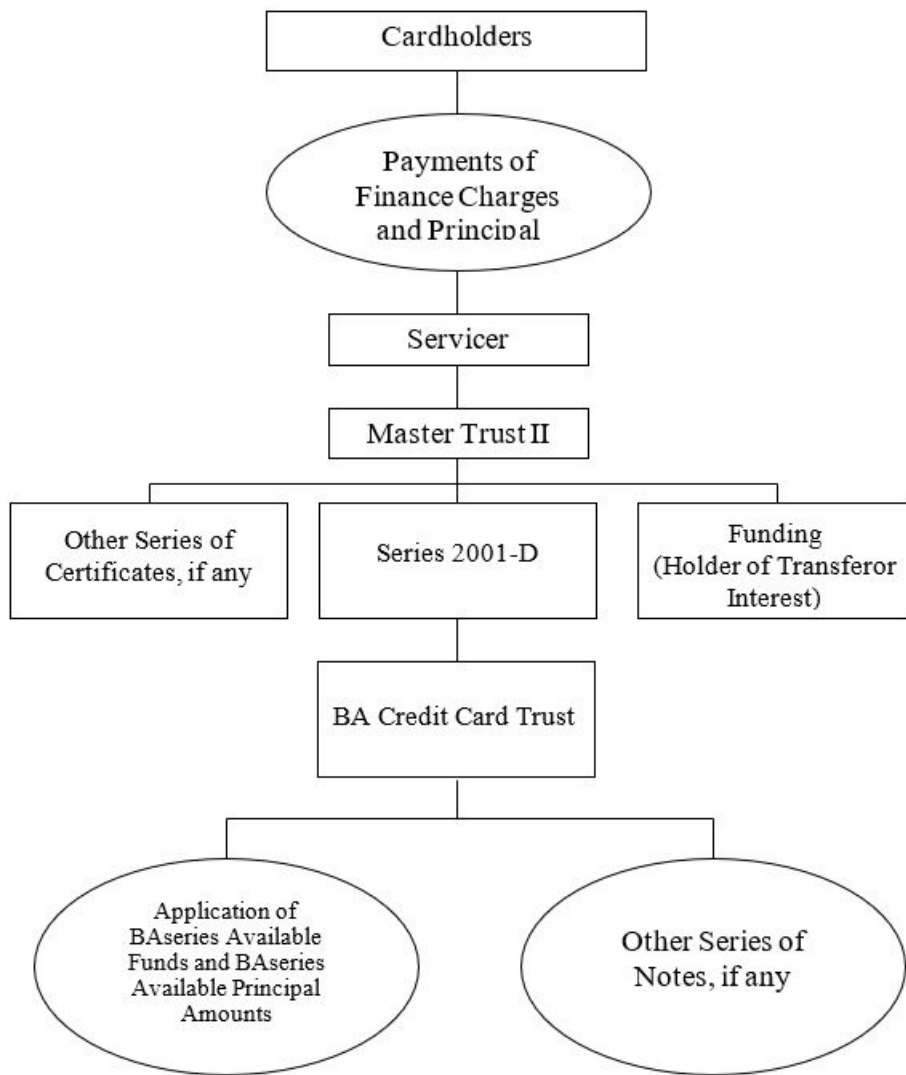 Cardholders
Payments of
Finance Charges
and Principal
Servicer
Master Trust II
Other Series of
Certificates, if any
Series 2001-D
Funding
(Holder of Transferor
Interest)
BA Credit Card Trust
Application of
BAseries Available
Funds and BAseries
Available Principal
Amounts
Other Series of
Notes, if any